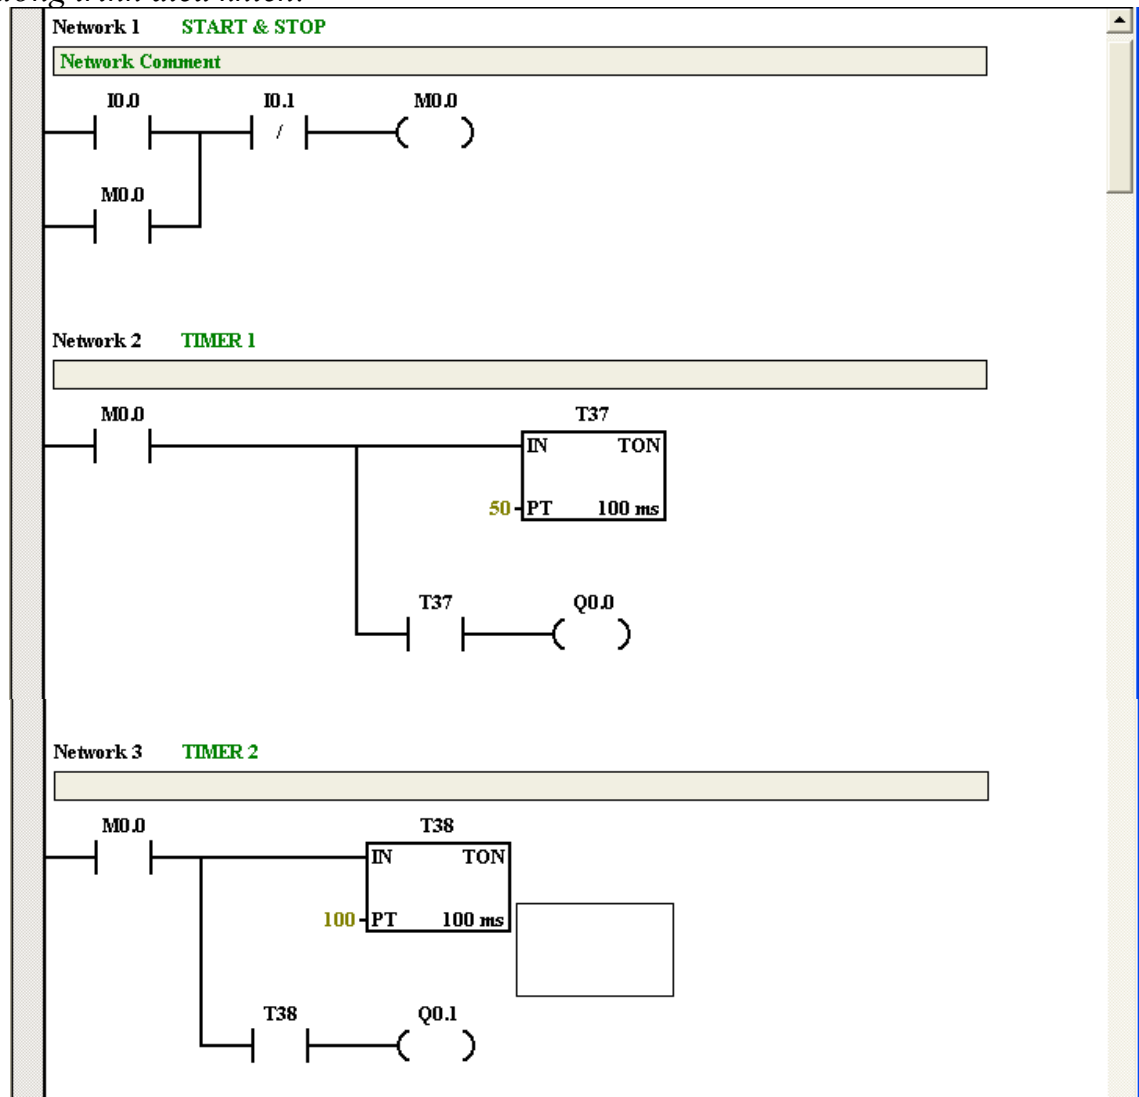 Network 1 START & STOP
Network Comment
I0.0 I0.1 M0.0
/
M0.0
Network 2 TIMER 1
M0.0 T37
IN TON
50 PT 100 ms
T37 Q0.0
Network 3 TIMER 2
M0.0 T38
IN TON
100 PT 100 ms
T38 Q0.1